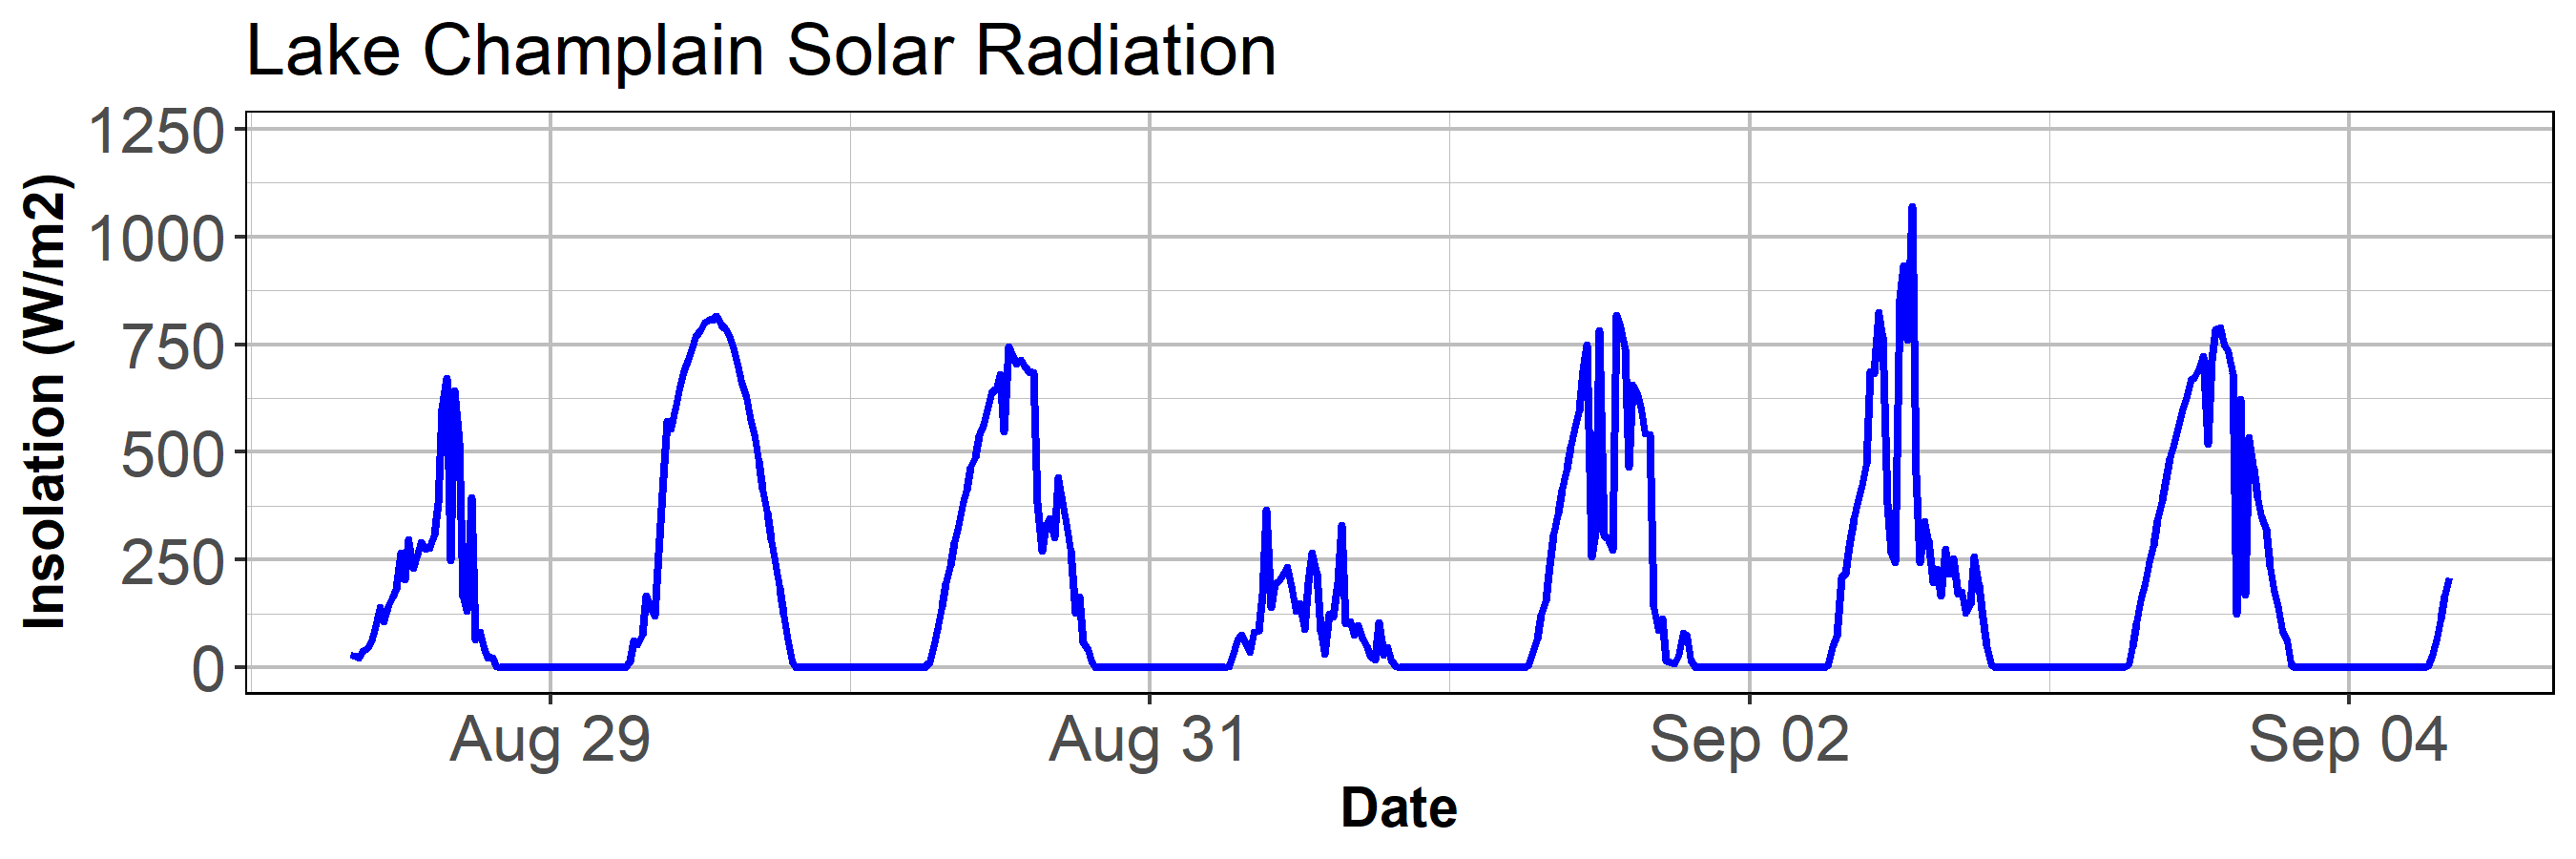 Lake Champlain Solar Radiation
1250
1000
750
500
250
0
Insolation (W/m2)
Aug 29 Aug 31 Sep 02 Sep 04
Date